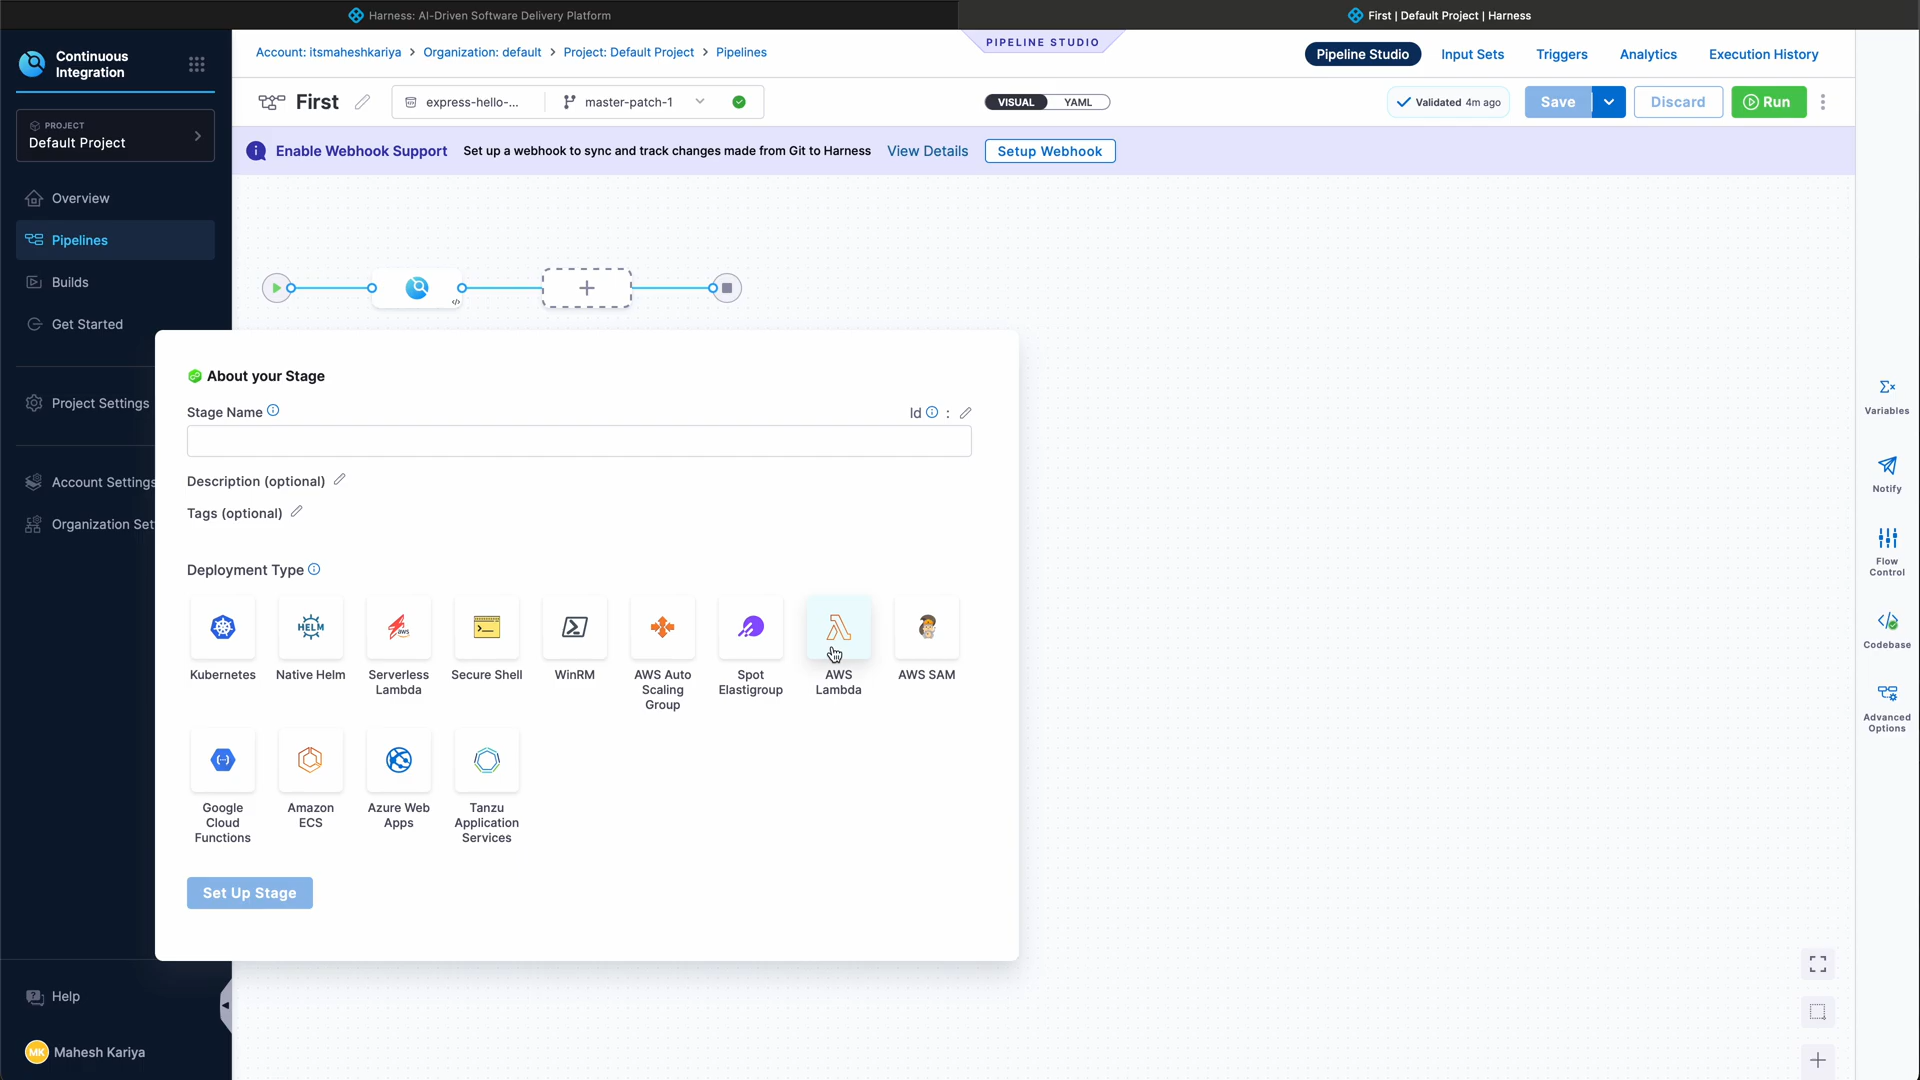 Harness: AI-Driven Software Delivery Platform
First | Default Project | Harness
Continuous Integration
PROJECT
Default Project
Overview
Pipelines
Builds
Get Started
Project Settings
Account Settings
Organization Set
Help
MK Mahesh Kariya
Account: itsmaheshkariya > Organization: default > Project: Default Project > Pipelines
PIPELINE STUDIO
Pipeline Studio Input Sets Triggers Analytics Execution History
First express-hello-... master-patch-1
VISUAL YAML
Validated 4m ago Save Discard Run
Enable Webhook Support Set up a webhook to sync and track changes made from Git to Harness View Details Setup Webhook
About your Stage
Stage Name
Id :
Description (optional)
Tags (optional)
Deployment Type
HELM
aws
Kubernetes
Native Helm
Serverless Lambda
Secure Shell
WinRM
AWS Auto Scaling Group
Spot Elastigroup
AWS Lambda
AWS SAM
Google Cloud Functions
Amazon ECS
Azure Web Apps
Tanzu Application Services
Set Up Stage
Variables
Notify
Flow Control
Codebase
Advanced Options